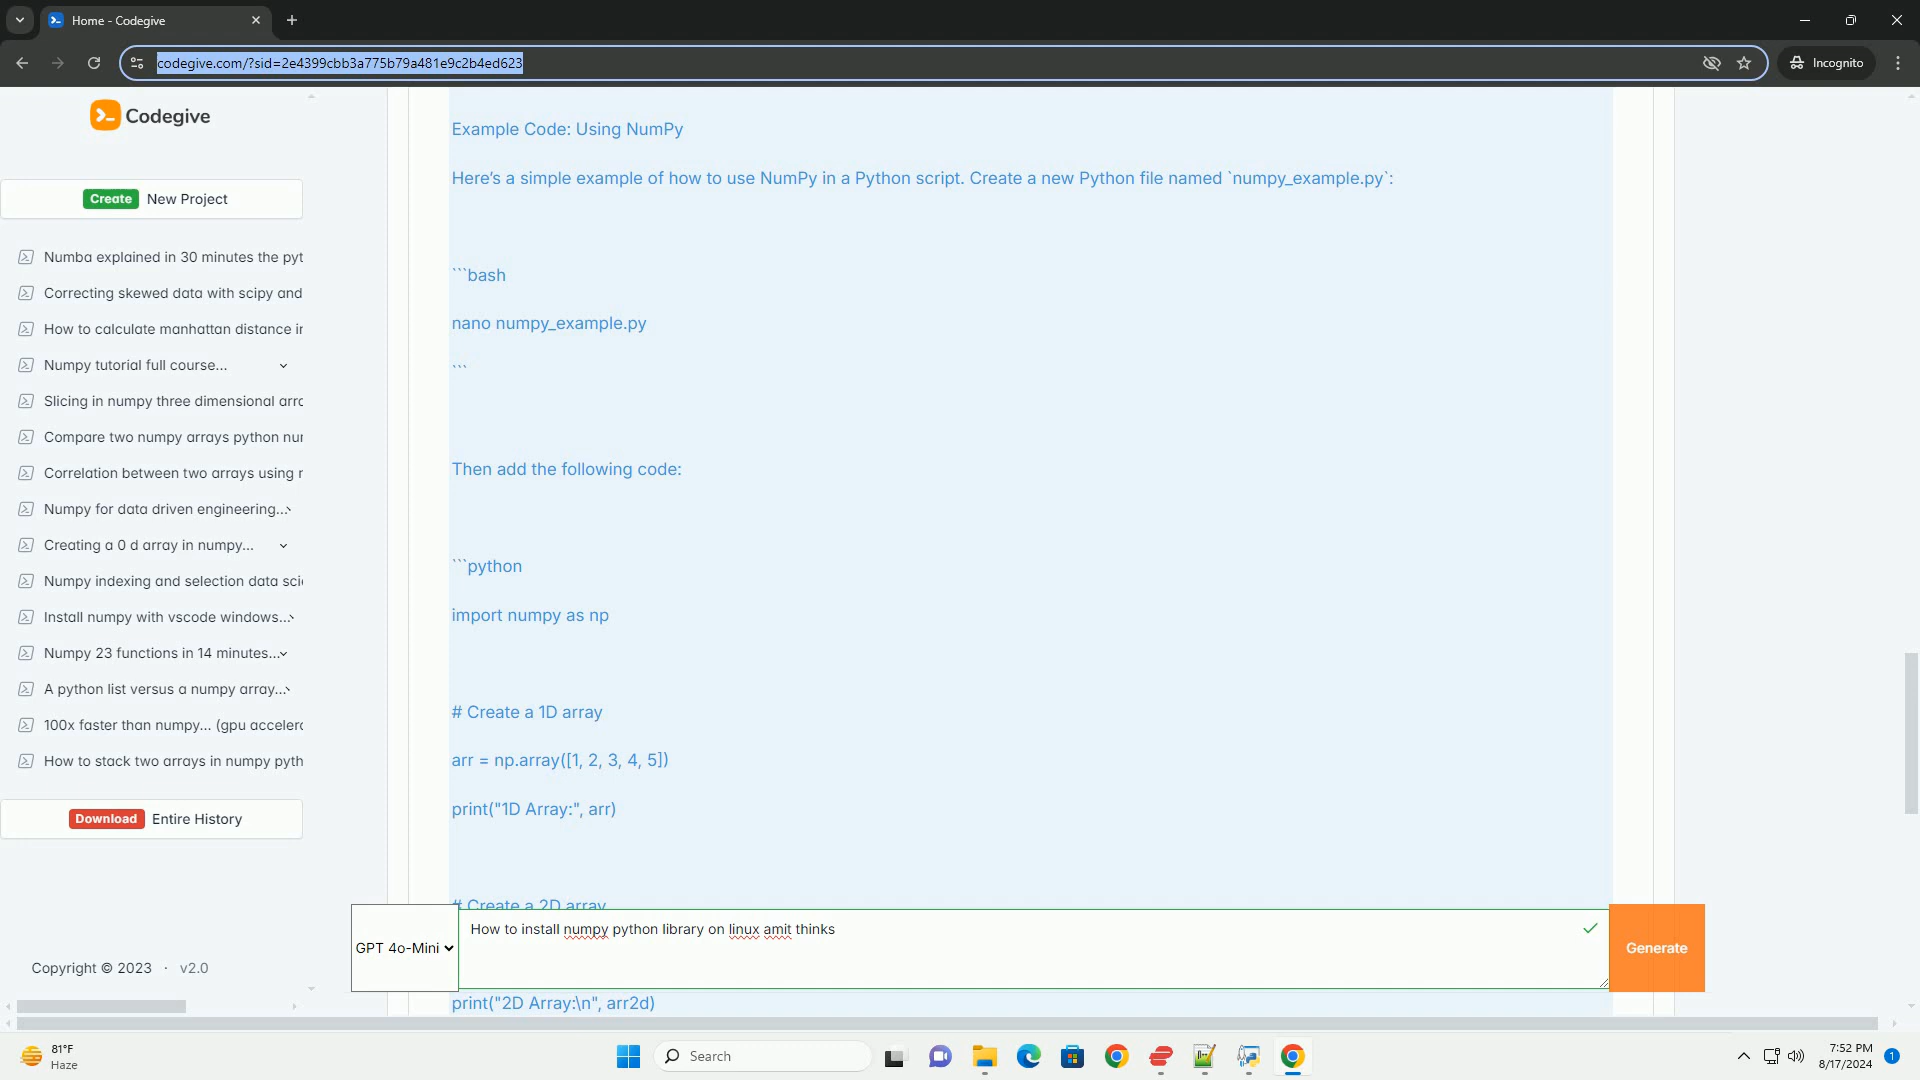 Home - Codegive
codegive.com/?sid=2e4399cbb3a775b79a481e9c2b4ed623
Incognito
Codegive
Create New Project
Numba explained in 30 minutes the pyt
Correcting skewed data with scipy and
How to calculate manhattan distance in
Numpy tutorial full course...
Slicing in numpy three dimensional arra
Compare two numpy arrays python nu
Correlation between two arrays using
Numpy for data driven engineering...
Creating a 0 d array in numpy...
Numpy indexing and selection data sci
Install numpy with vscode windows...
Numpy 23 functions in 14 minutes...
A python list versus a numpy array...
100x faster than numpy... (gpu accelera
How to stack two arrays in numpy pyth
Download Entire History
Copyright © 2023 · v2.0
Example Code: Using NumPy
Here's a simple example of how to use NumPy in a Python script. Create a new Python file named `numpy_example.py`:
```bash
nano numpy_example.py
```
Then add the following code:
```python
import numpy as np
# Create a 1D array
arr = np.array([1, 2, 3, 4, 5])
print("1D Array:", arr)
# Create a 2D array
GPT 4o-Mini
How to install numpy python library on linux amit thinks
Generate
print("2D Array:\n", arr2d)
81°F
Haze
Search
7:52 PM
8/17/2024
1